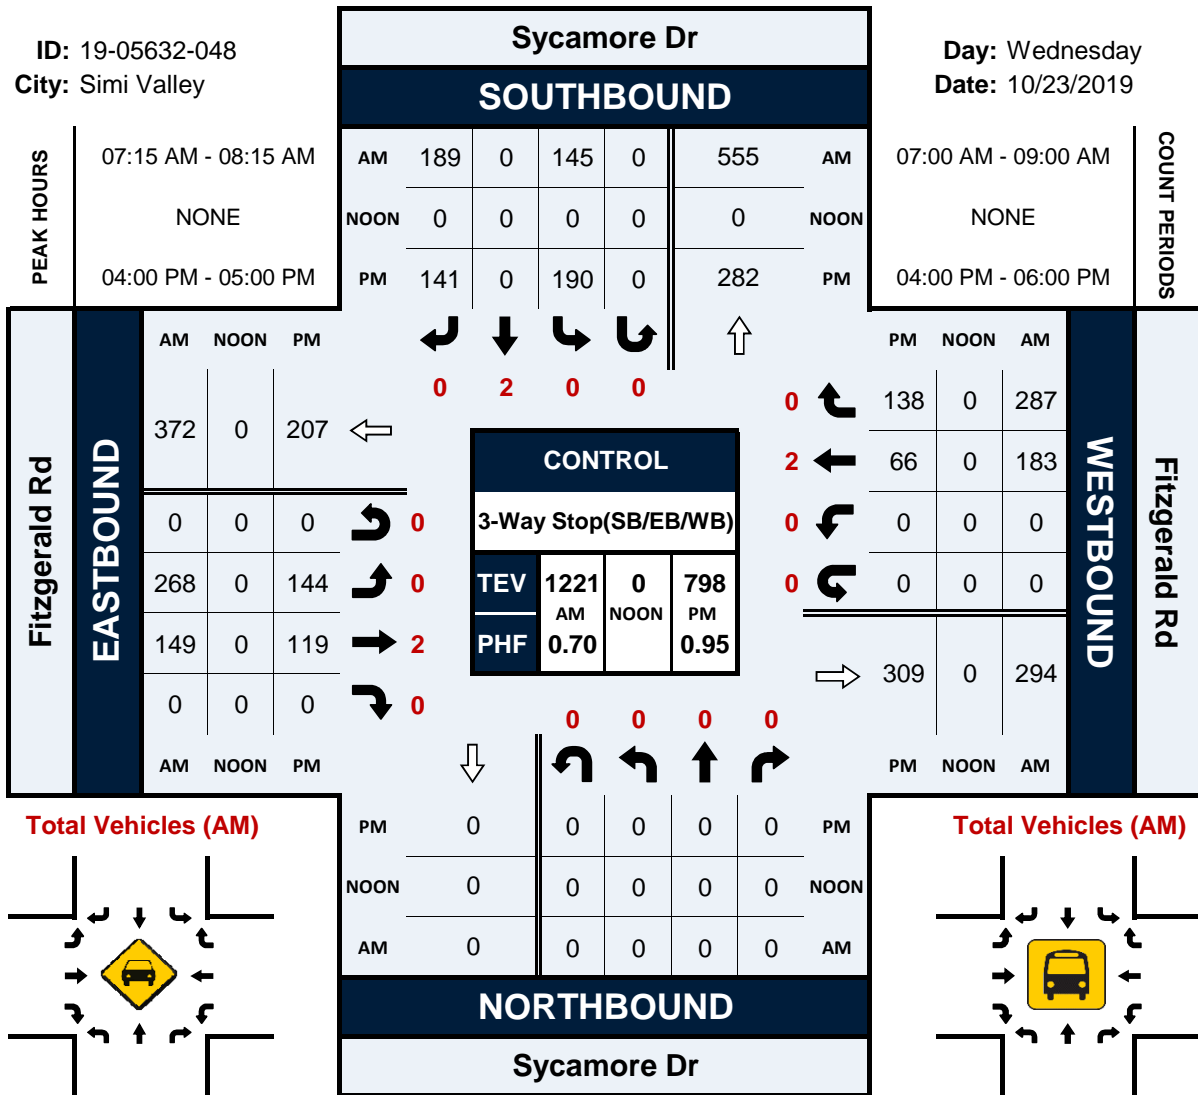 Sycamore Dr
ID: 19-05632-048
City: Simi Valley
Day: Wednesday
Date: 10/23/2019
SOUTHBOUND
PEAK HOURS
07:15 AM - 08:15 AM
NONE
04:00 PM - 05:00 PM
AM 189 0 145 0 555 AM
NOON 0 0 0 0 0 NOON
PM 141 0 190 0 282 PM
07:00 AM - 09:00 AM
NONE
04:00 PM - 06:00 PM
COUNT PERIODS
0 2 0 0
Fitzgerald Rd
EASTBOUND
AM NOON PM
372 0 207
0 0 0 0
268 0 144 0
149 0 119 2
0 0 0 0
AM NOON PM
CONTROL
3-Way Stop(SB/EB/WB)
TEV 1221 0 798
AM NOON PM
PHF 0.70 0.95
PM NOON AM
0 138 0 287
2 66 0 183
0 0 0 0
0 0 0 0
309 0 294
PM NOON AM
WESTBOUND
Fitzgerald Rd
0 0 0 0
PM 0 0 0 0 0 PM
NOON 0 0 0 0 0 NOON
AM 0 0 0 0 0 AM
NORTHBOUND
Sycamore Dr
Total Vehicles (AM)
Total Vehicles (AM)